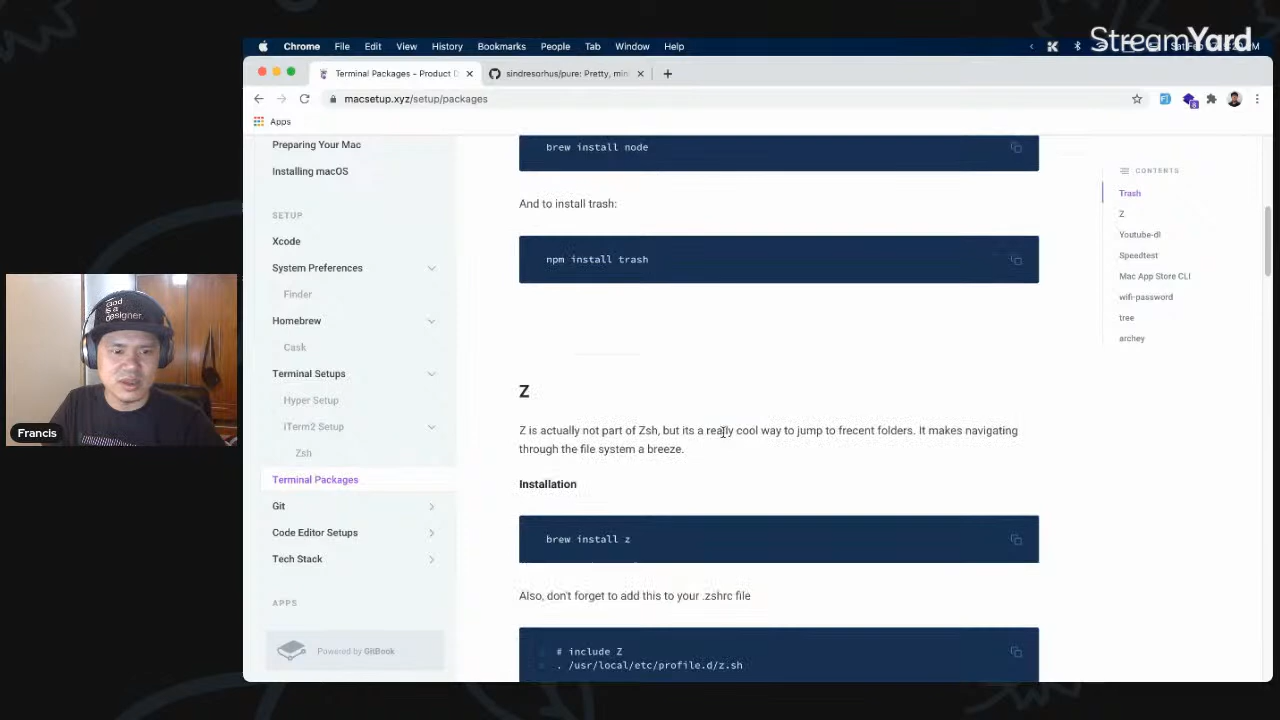 StreamYard
Chrome File Edit View History Bookmarks People Tab Window Help
Terminal Packages - Product D
sindresorhus/pure: Pretty, min
macsetup.xyz/setup/packages
Apps
Preparing Your Mac
Installing macOS
SETUP
Xcode
System Preferences
Finder
Homebrew
Cask
Terminal Setups
Hyper Setup
iTerm2 Setup
Zsh
Terminal Packages
Git
Code Editor Setups
Tech Stack
APPS
Powered by GitBook
brew install node
And to install trash:
npm install trash
Z
Z is actually not part of Zsh, but its a really cool way to jump to frecent folders. It makes navigating
through the file system a breeze.
Installation
brew install z
Also, don't forget to add this to your .zshrc file
# include Z
. /usr/local/etc/profile.d/z.sh
CONTENTS
Trash
Z
Youtube-dl
Speedtest
Mac App Store CLI
wifi-password
tree
archey
God
is a
designer.
Francis